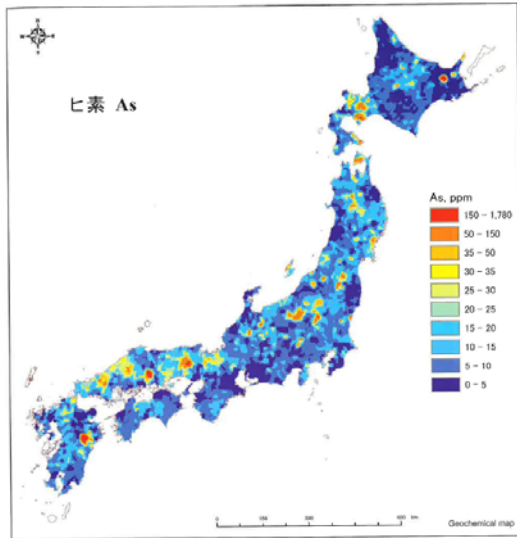 N
ヒ素 As
As, ppm
150 - 1,780
50 - 150
35 - 50
30 - 35
25 - 30
20 - 25
15 - 20
10 - 15
5 - 10
0 - 5
Geochemical map